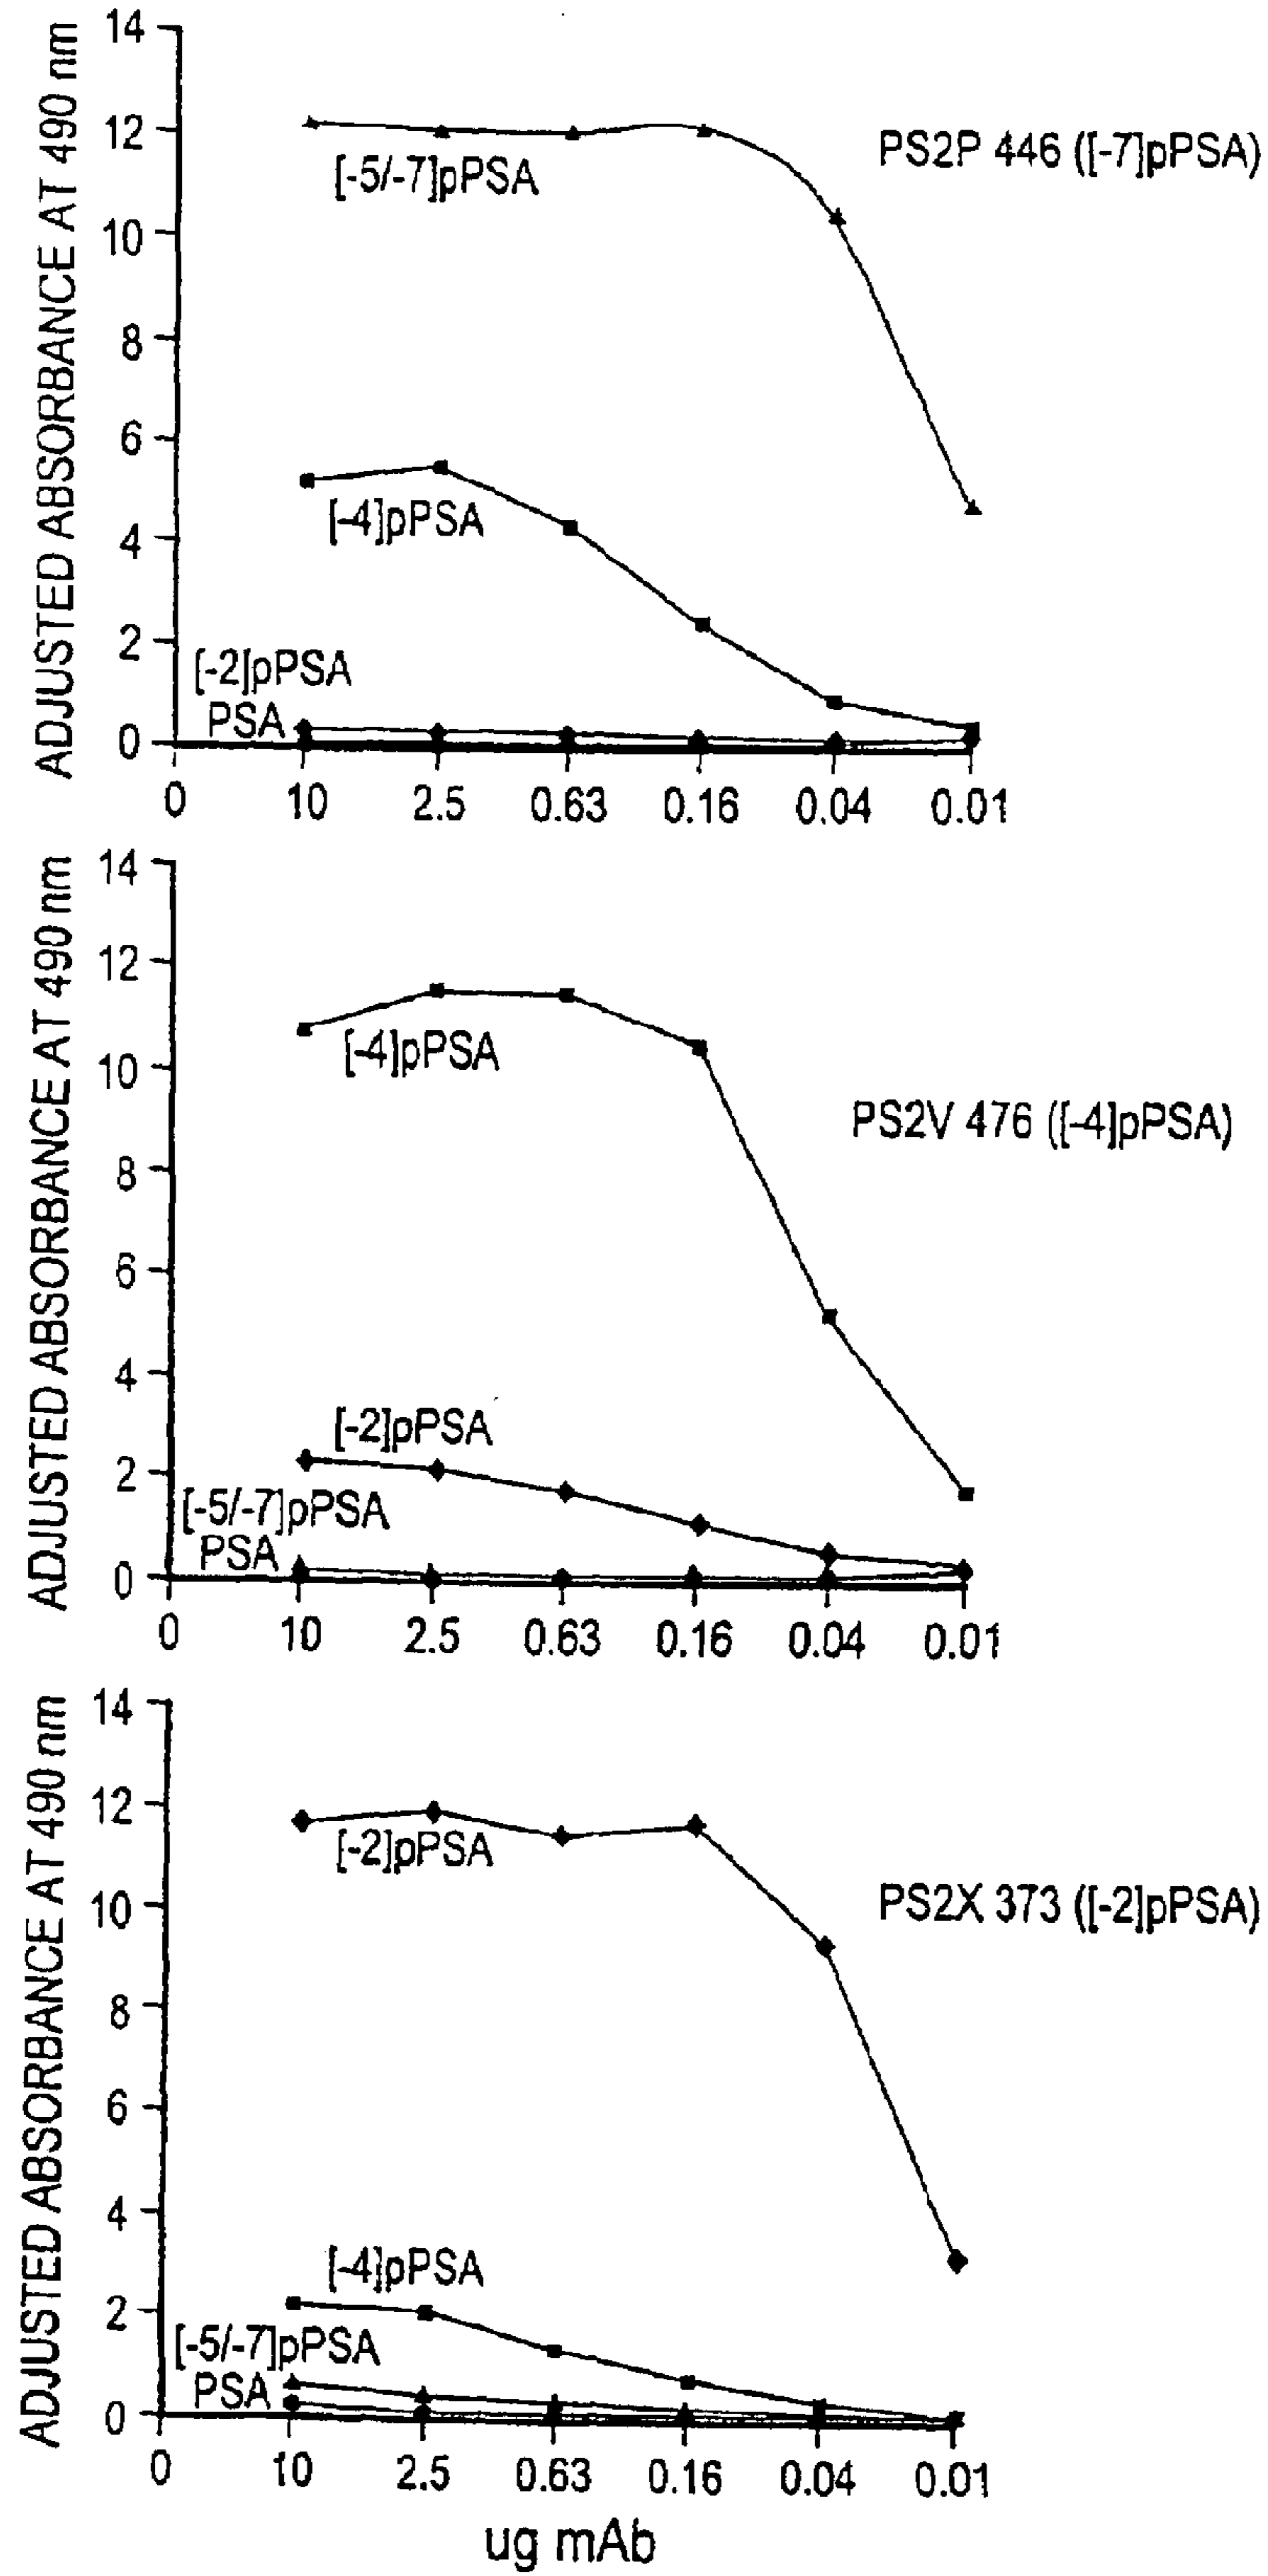 ADJUSTED ABSORBANCE AT 490 nm
14
12
10
8
6
4
2
0
PS2P 446 ([-7]pPSA)
[-5/-7]pPSA
[-4]pPSA
[-2]pPSA
PSA
0 10 2.5 0.63 0.16 0.04 0.01
ADJUSTED ABSORBANCE AT 490 nm
14
12
10
8
6
4
2
0
[-4]pPSA
PS2V 476 ([-4]pPSA)
[-2]pPSA
[-5/-7]pPSA
PSA
0 10 2.5 0.63 0.16 0.04 0.01
ADJUSTED ABSORBANCE AT 490 nm
14
12
10
8
6
4
2
0
[-2]pPSA
PS2X 373 ([-2]pPSA)
[-4]pPSA
[-5/-7]pPSA
PSA
0 10 2.5 0.63 0.16 0.04 0.01
ug mAb